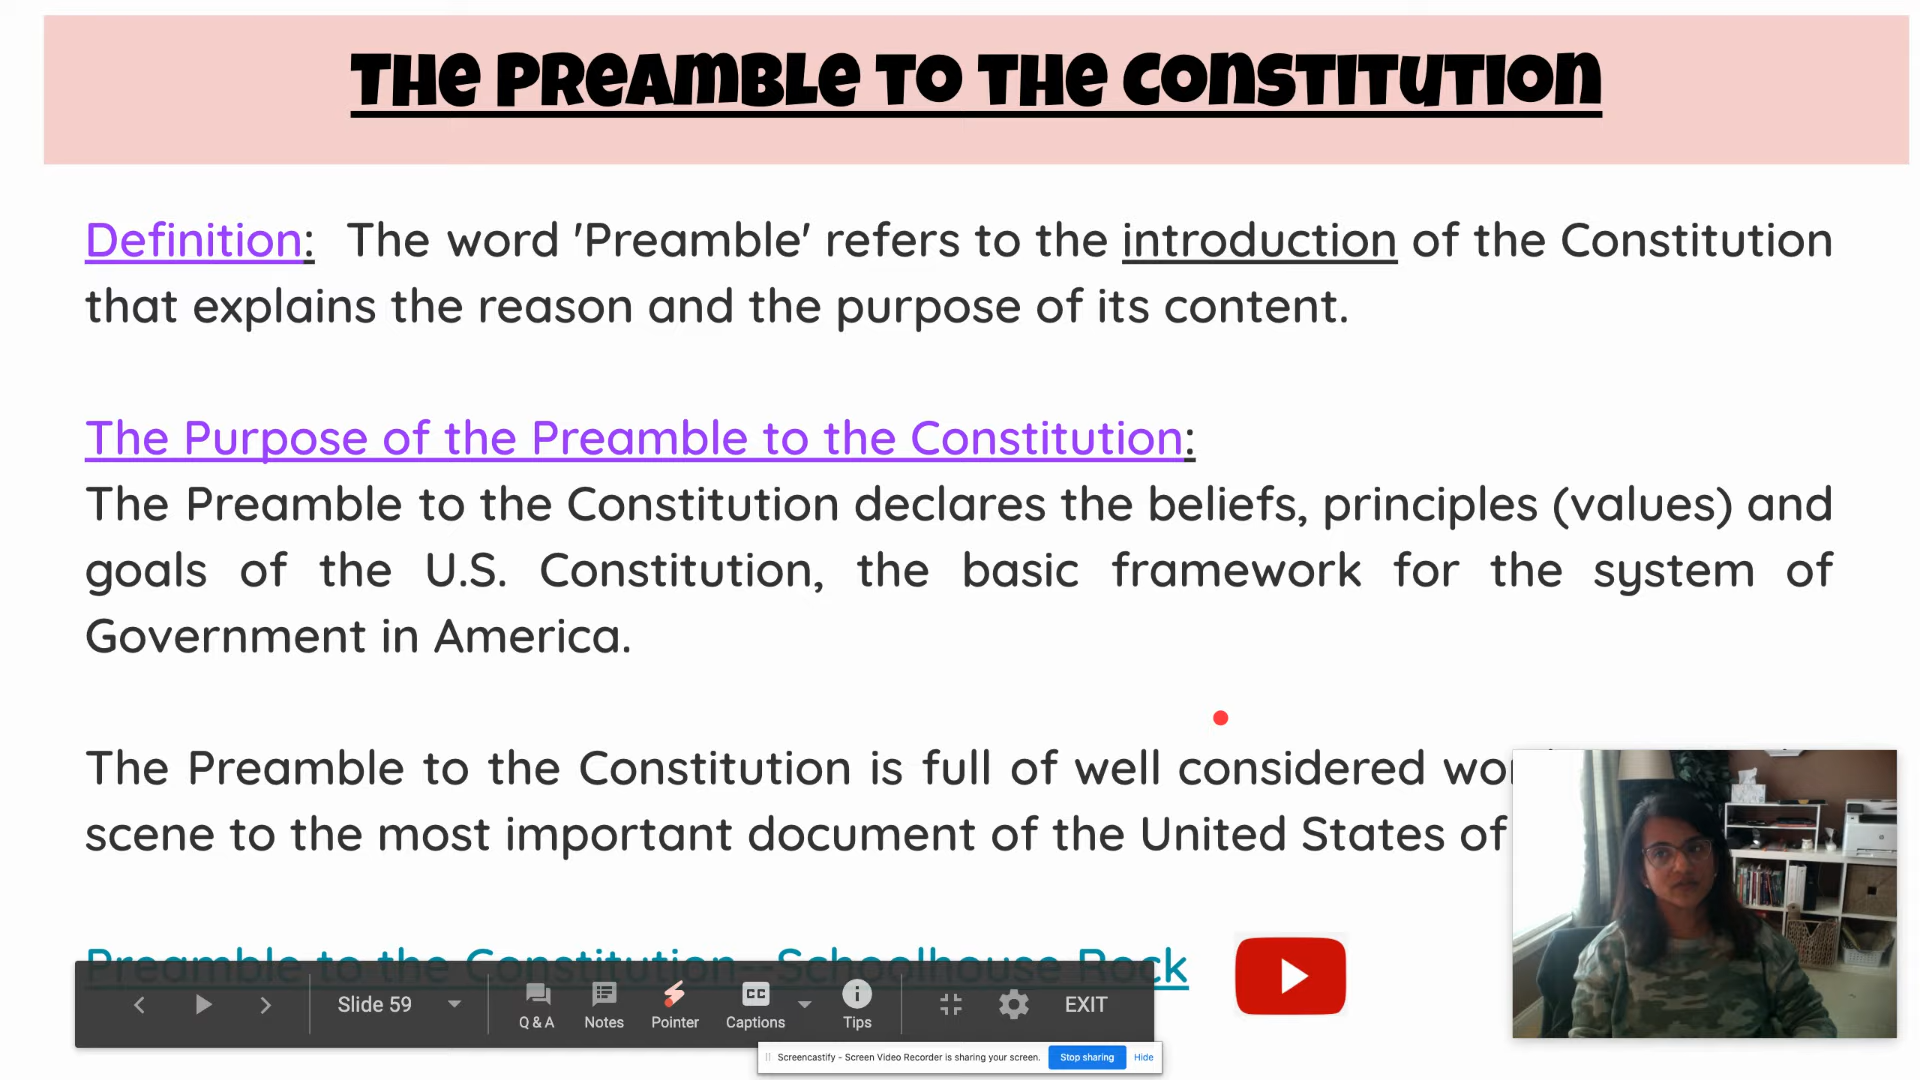 THE PREAMBLE TO THE CONSTITUTION
Definition: The word 'Preamble' refers to the introduction of the Constitution
that explains the reason and the purpose of its content.
The Purpose of the Preamble to the Constitution:
The Preamble to the Constitution declares the beliefs, principles (values) and
goals of the U.S. Constitution, the basic framework for the system of
Government in America.
The Preamble to the Constitution is full of well considered
scene to the most important document of the United States of
Preamble to the Constitution--Schoolhouse Rock
Slide 59
Q & A
Notes
Pointer
CC
Captions
Tips
EXIT
Screencastify - Screen Video Recorder is sharing your screen. Stop sharing Hide